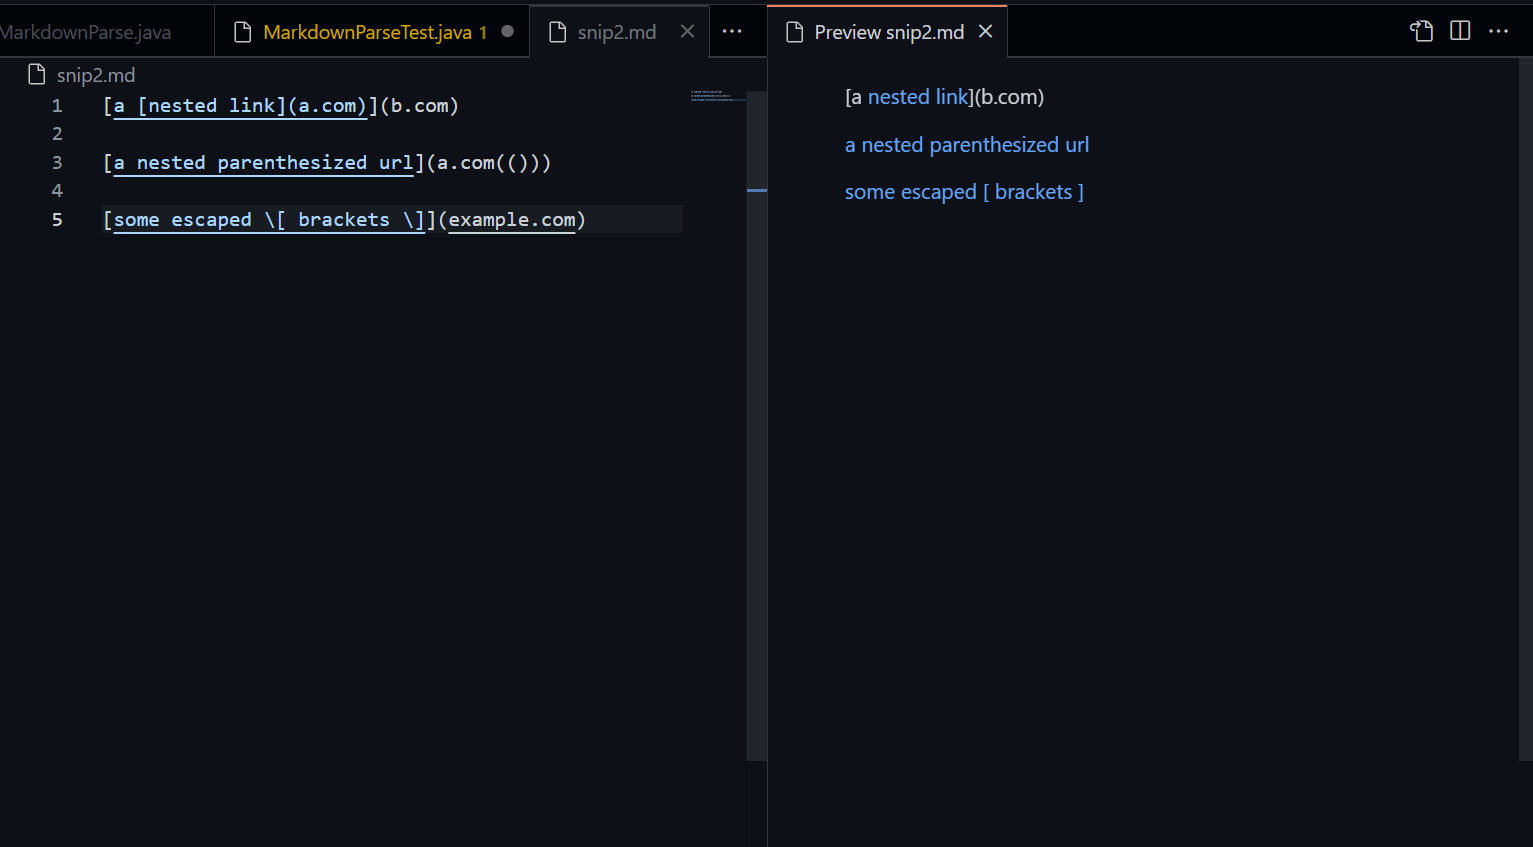 MarkdownParse.java
MarkdownParseTest.java 1
snip2.md
Preview snip2.md
snip2.md
1 [a [nested link](a.com)](b.com)
2
3 [a nested parenthesized url](a.com(()))
4
5 [some escaped \[ brackets \]](example.com)
[a nested link](b.com)
a nested parenthesized url
some escaped [ brackets ]